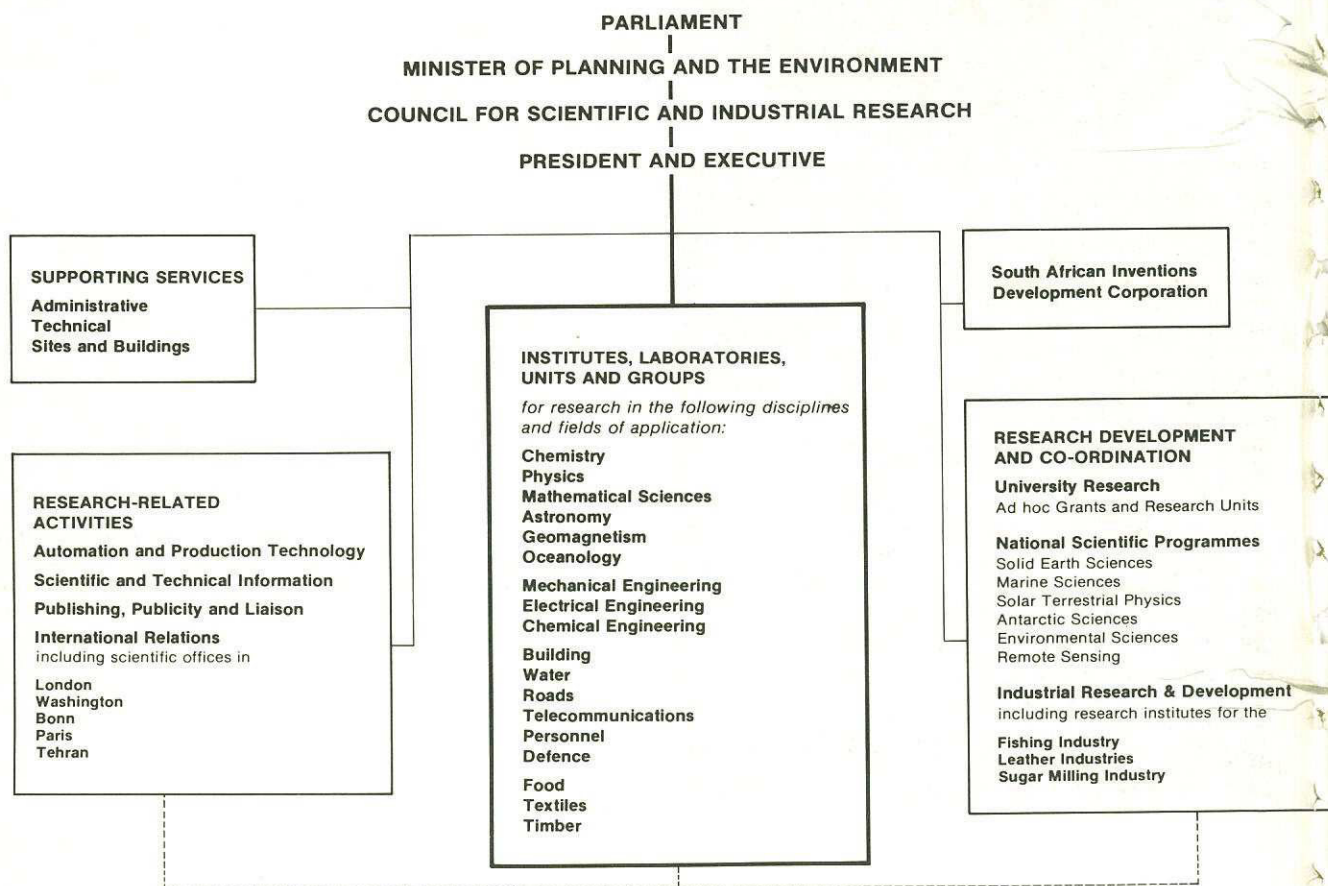 PARLIAMENT
MINISTER OF PLANNING AND THE ENVIRONMENT
COUNCIL FOR SCIENTIFIC AND INDUSTRIAL RESEARCH
PRESIDENT AND EXECUTIVE
SUPPORTING SERVICES
Administrative
Technical
Sites and Buildings
RESEARCH-RELATED
ACTIVITIES
Automation and Production Technology
Scientific and Technical Information
Publishing, Publicity and Liaison
International Relations
including scientific offices in
London
Washington
Bonn
Paris
Tehran
INSTITUTES, LABORATORIES,
UNITS AND GROUPS
for research in the following disciplines
and fields of application:
Chemistry
Physics
Mathematical Sciences
Astronomy
Geomagnetism
Oceanology
Mechanical Engineering
Electrical Engineering
Chemical Engineering
Building
Water
Roads
Telecommunications
Personnel
Defence
Food
Textiles
Timber
South African Inventions
Development Corporation
RESEARCH DEVELOPMENT
AND CO-ORDINATION
University Research
Ad hoc Grants and Research Units
National Scientific Programmes
Solid Earth Sciences
Marine Sciences
Solar Terrestrial Physics
Antarctic Sciences
Environmental Sciences
Remote Sensing
Industrial Research & Development
including research institutes for the
Fishing Industry
Leather Industries
Sugar Milling Industry